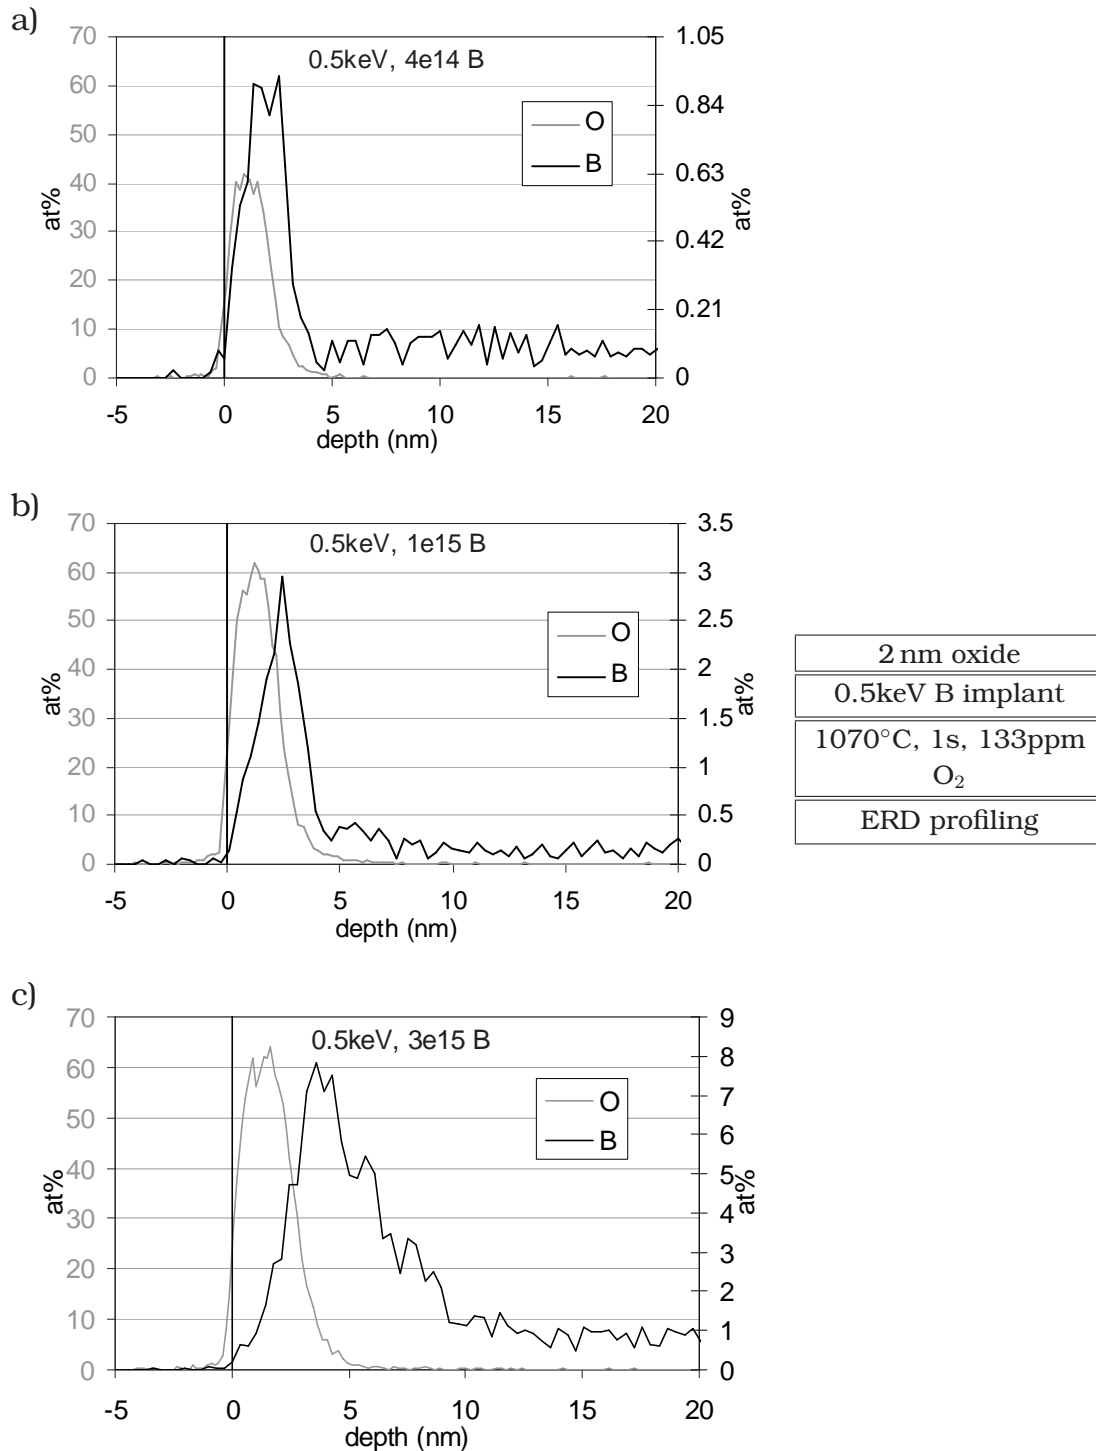 a)
70
60
50
40
30
20
10
0
at%
0.5keV, 4e14 B
O
B
1.05
0.84
0.63
0.42
0.21
0
at%
-5 0 5 10 15 20
depth (nm)
b)
70
60
50
40
30
20
10
0
at%
0.5keV, 1e15 B
O
B
3.5
3
2.5
2
1.5
1
0.5
0
at%
-5 0 5 10 15 20
depth (nm)
2 nm oxide
0.5keV B implant
1070°C, 1s, 133ppm
O₂
ERD profiling
c)
70
60
50
40
30
20
10
0
at%
0.5keV, 3e15 B
O
B
9
8
7
6
5
4
3
2
1
0
at%
-5 0 5 10 15 20
depth (nm)